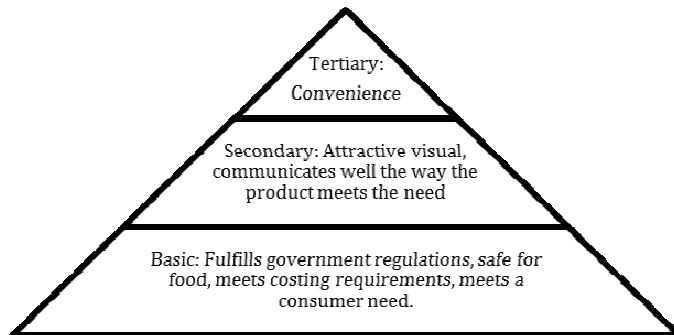 Tertiary:
Convenience
Secondary: Attractive visual,
communicates well the way the
product meets the need
Basic: Fulfills government regulations, safe for
food, meets costing requirements, meets a
consumer need.